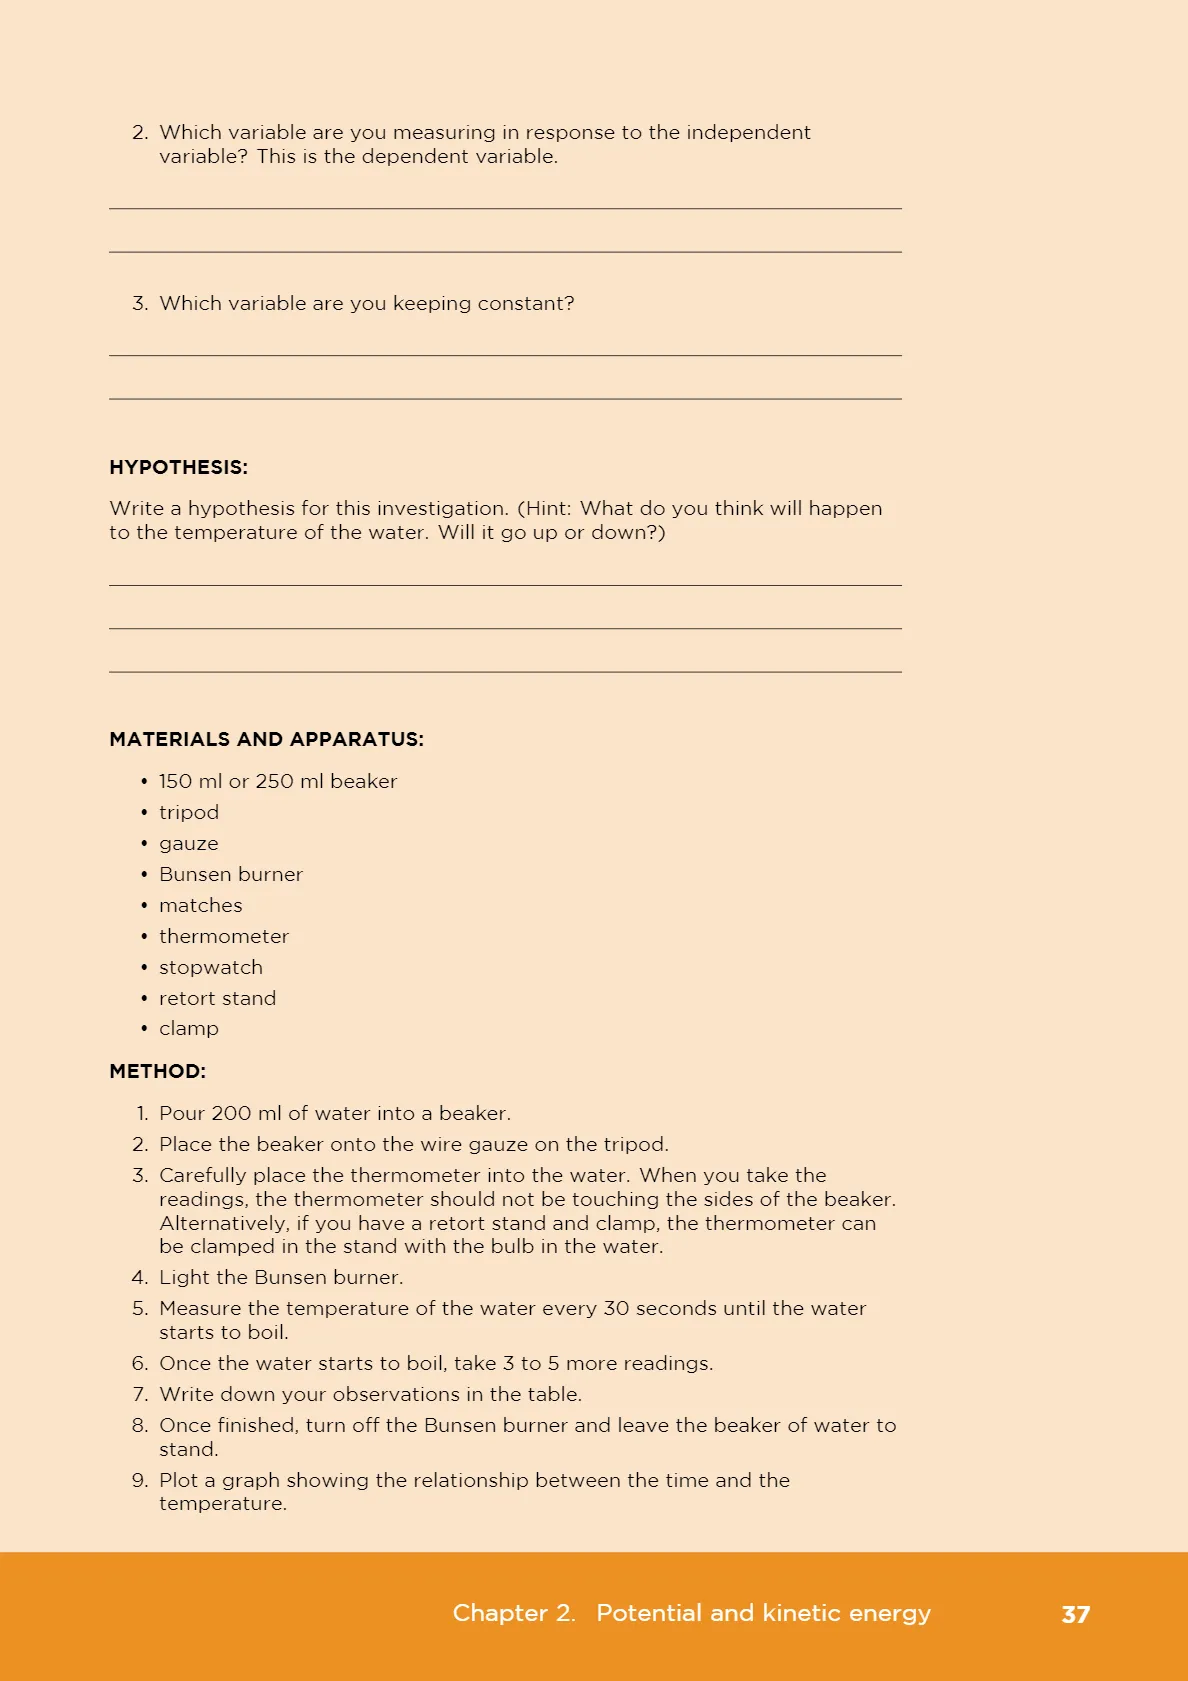 2. Which variable are you measuring in response to the independent
variable? This is the dependent variable.
3. Which variable are you keeping constant?
HYPOTHESIS:
Write a hypothesis for this investigation. (Hint: What do you think will happen
to the temperature of the water. Will it go up or down?)
MATERIALS AND APPARATUS:
• 150 ml or 250 ml beaker
• tripod
• gauze
• Bunsen burner
• matches
• thermometer
• stopwatch
• retort stand
• clamp
METHOD:
1. Pour 200 ml of water into a beaker.
2. Place the beaker onto the wire gauze on the tripod.
3. Carefully place the thermometer into the water. When you take the
readings, the thermometer should not be touching the sides of the beaker.
Alternatively, if you have a retort stand and clamp, the thermometer can
be clamped in the stand with the bulb in the water.
4. Light the Bunsen burner.
5. Measure the temperature of the water every 30 seconds until the water
starts to boil.
6. Once the water starts to boil, take 3 to 5 more readings.
7. Write down your observations in the table.
8. Once finished, turn off the Bunsen burner and leave the beaker of water to
stand.
9. Plot a graph showing the relationship between the time and the
temperature.
Chapter 2. Potential and kinetic energy 37